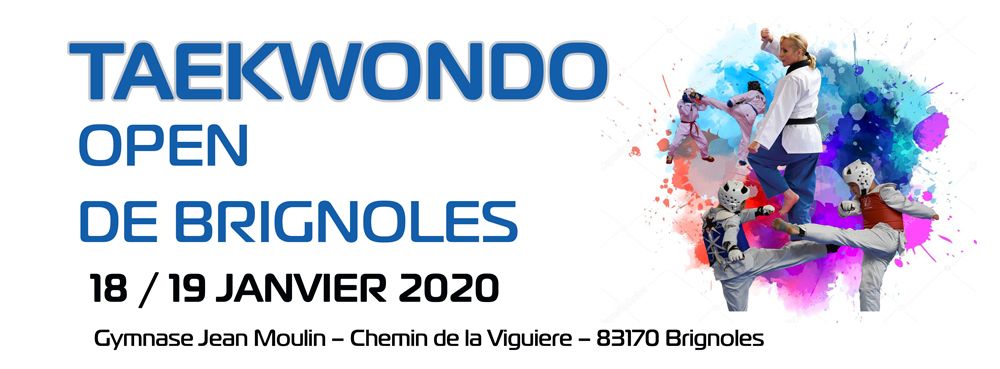 TAEKWONDO
OPEN
DE BRIGNOLES
18 / 19 JANVIER 2020
Gymnase Jean Moulin – Chemin de la Viguiere – 83170 Brignoles